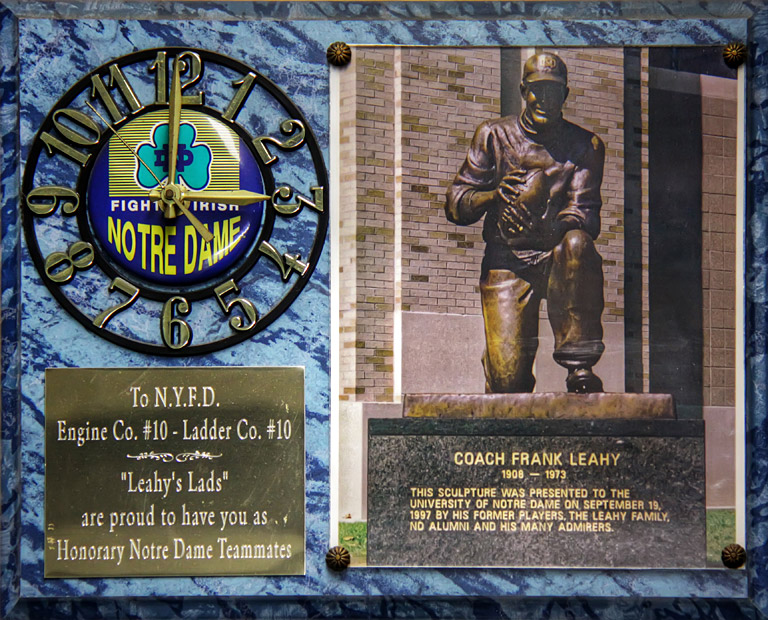 12
1
2
3
4
5
6
7
8
9
10
11
FIGHTING IRISH
NOTRE DAME
To N.Y.F.D.
Engine Co. #10 - Ladder Co. #10
"Leahy's Lads"
are proud to have you as
Honorary Notre Dame Teammates
COACH FRANK LEAHY
1908 — 1973
THIS SCULPTURE WAS PRESENTED TO THE
UNIVERSITY OF NOTRE DAME ON SEPTEMBER 19,
1997 BY HIS FORMER PLAYERS, THE LEAHY FAMILY,
ND ALUMNI AND HIS MANY ADMIRERS.